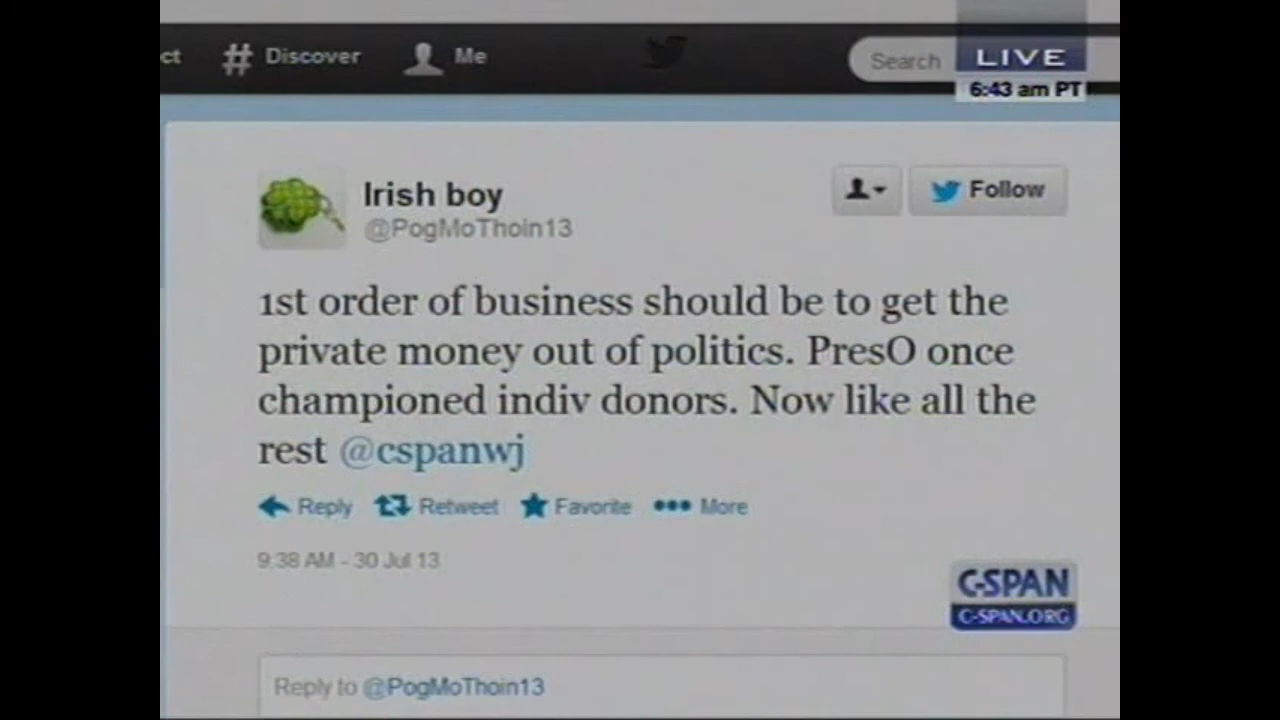 ct # Discover Me Search LIVE
6:43 am PT
Irish boy
@PogMoThoin13
Follow
1st order of business should be to get the
private money out of politics. PresO once
championed indiv donors. Now like all the
rest @cspanwj
Reply Retweet Favorite More
9:38 AM - 30 Jul 13
C-SPAN
C-SPAN.ORG
Reply to @PogMoThoin13